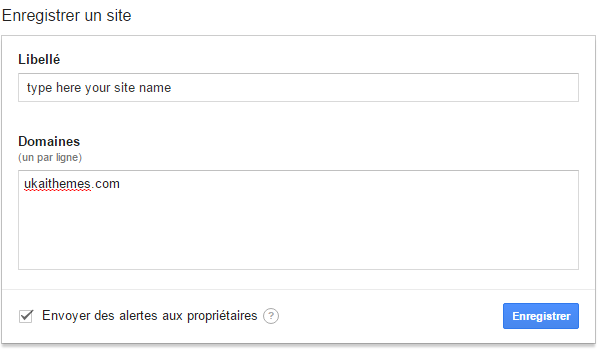 Enregistrer un site
Libellé
type here your site name
Domaines
(un par ligne)
ukaithemes.com
Envoyer des alertes aux propriétaires ?
Enregistrer